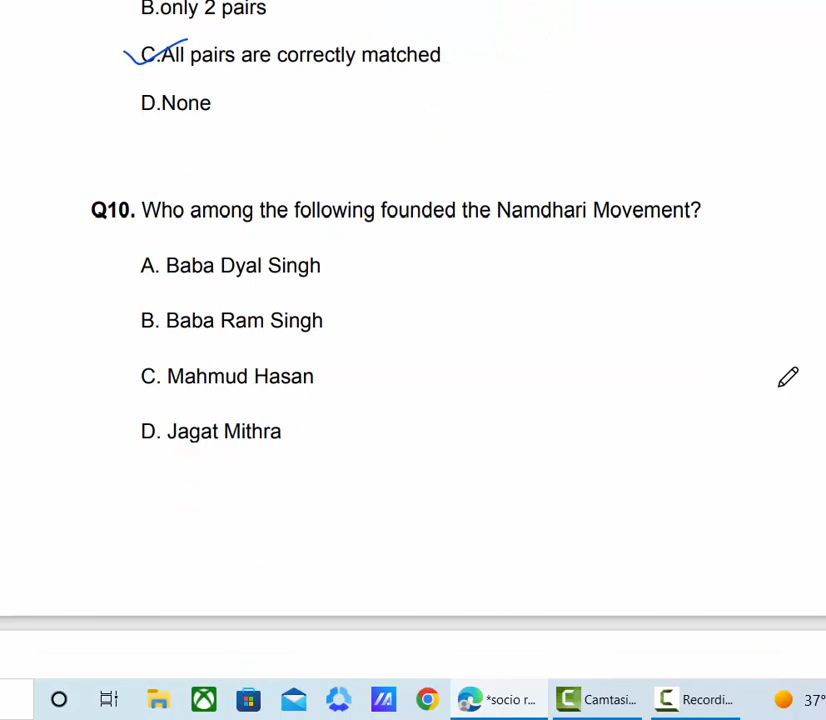 B.only 2 pairs
C.All pairs are correctly matched
D.None
Q10. Who among the following founded the Namdhari Movement?
A. Baba Dyal Singh
B. Baba Ram Singh
C. Mahmud Hasan
D. Jagat Mithra
*socio r... Camtasi... Recordi... 37°